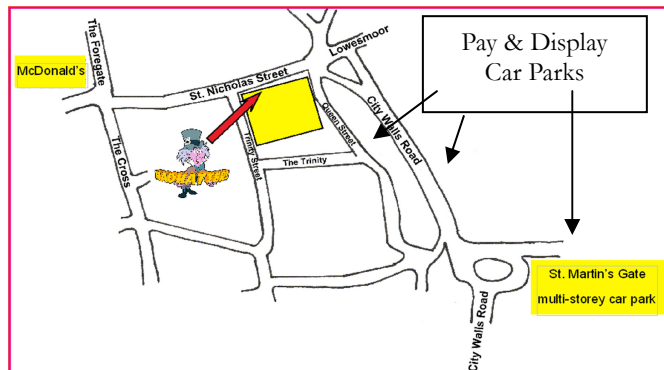 The Foregate
McDonald's
St. Nicholas Street
Lowesmoor
Pay & Display
Car Parks
City Walls Road
Queen Street
Trinity Street
The Trinity
The Cross
St. Martin's Gate
multi-storey car park
City Walls Road